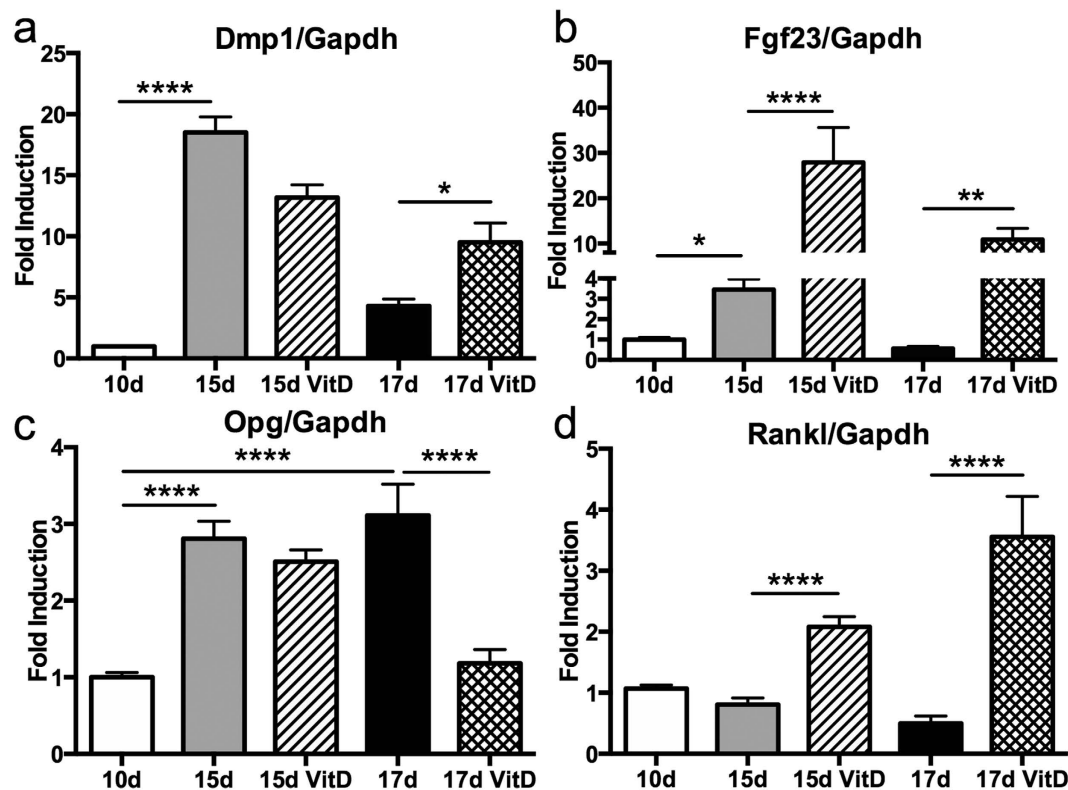 a
Dmp1/Gapdh
Fold Induction
25
20
15
10
5
0
****
*
10d
15d
15d VitD
17d
17d VitD
b
Fgf23/Gapdh
Fold Induction
50
40
30
20
10
4
3
2
1
0
*
****
**
10d
15d
15d VitD
17d
17d VitD
c
Opg/Gapdh
Fold Induction
4
3
2
1
0
****
****
****
10d
15d
15d VitD
17d
17d VitD
d
Rankl/Gapdh
Fold Induction
5
4
3
2
1
0
****
****
10d
15d
15d VitD
17d
17d VitD